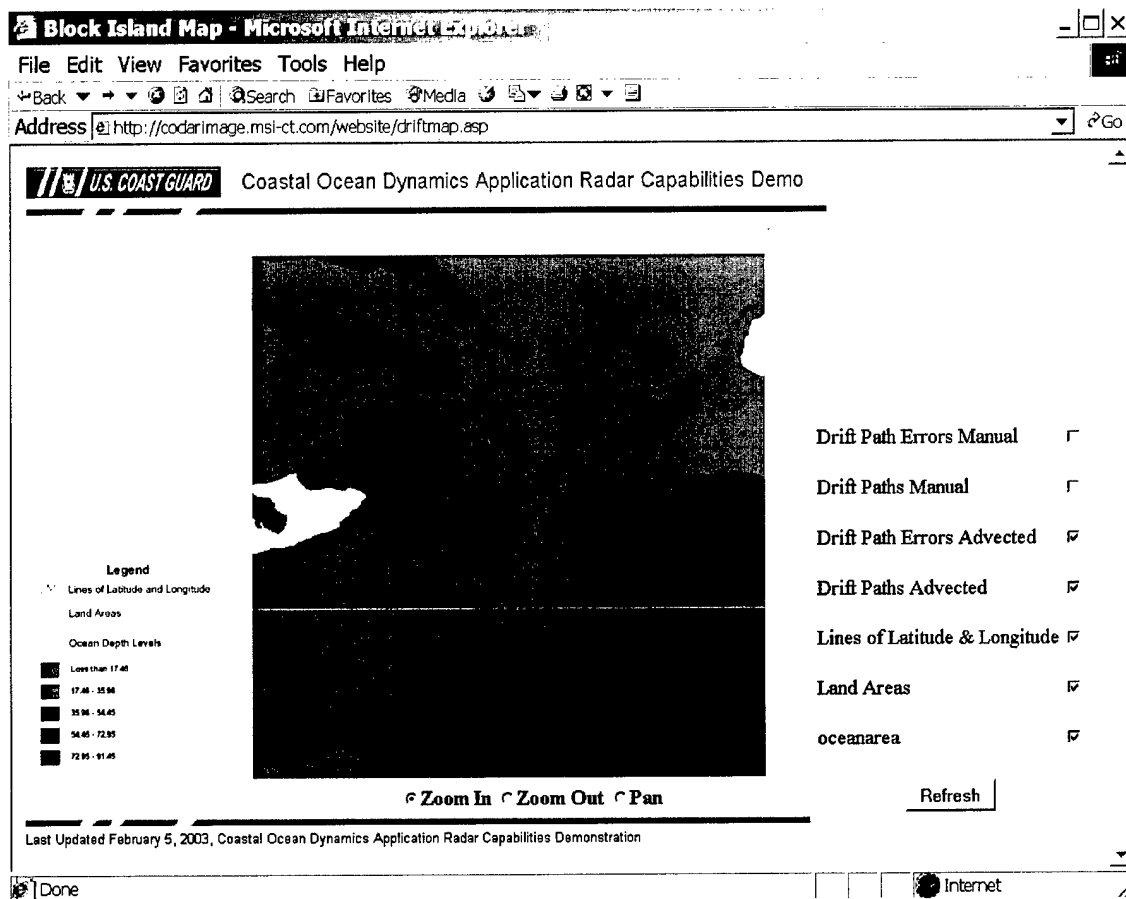 Block Island Map - Microsoft Internet Explorer
File Edit View Favorites Tools Help
Back Search Favorites Media
Address http://codarimage.msi-ct.com/website/driftmap.asp Go
U.S. COAST GUARD Coastal Ocean Dynamics Application Radar Capabilities Demo
Drift Path Errors Manual
Drift Paths Manual
Drift Path Errors Advected
Drift Paths Advected
Lines of Latitude & Longitude
Land Areas
oceanarea
Legend
Lines of Latitude and Longitude
Land Areas
Ocean Depth Levels
Less than 17.48
17.48 - 35.98
35.98 - 54.45
54.45 - 72.95
72.95 - 91.45
Zoom In Zoom Out Pan
Refresh
Last Updated February 5, 2003, Coastal Ocean Dynamics Application Radar Capabilities Demonstration
Done Internet